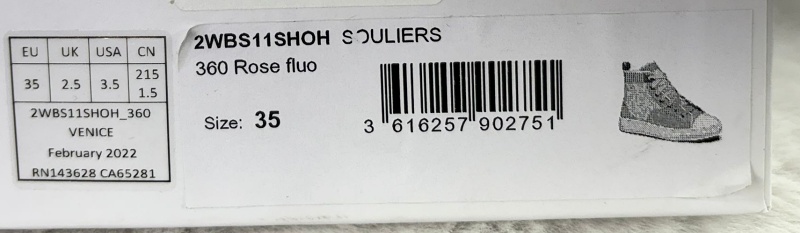 EU UK USA CN
35 2.5 3.5 215 1.5
2WBS11SHOH_360
VENICE
February 2022
RN143628 CA65281
2WBS11SHOH SOULIERS
360 Rose fluo
Size: 35
3 616257 902751